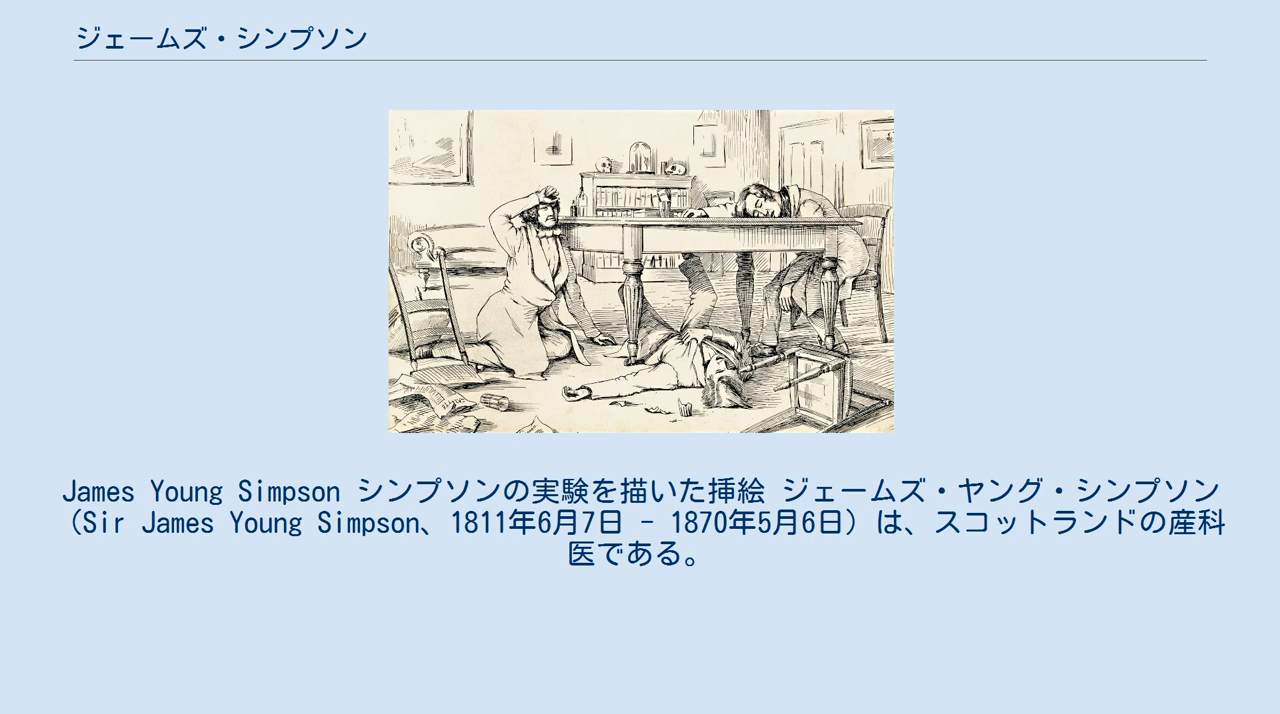 ジェームズ・シンプソン
James Young Simpson シンプソンの実験を描いた挿絵 ジェームズ・ヤング・シンプソン
（Sir James Young Simpson、1811年6月7日 - 1870年5月6日）は、スコットランドの産科
医である。